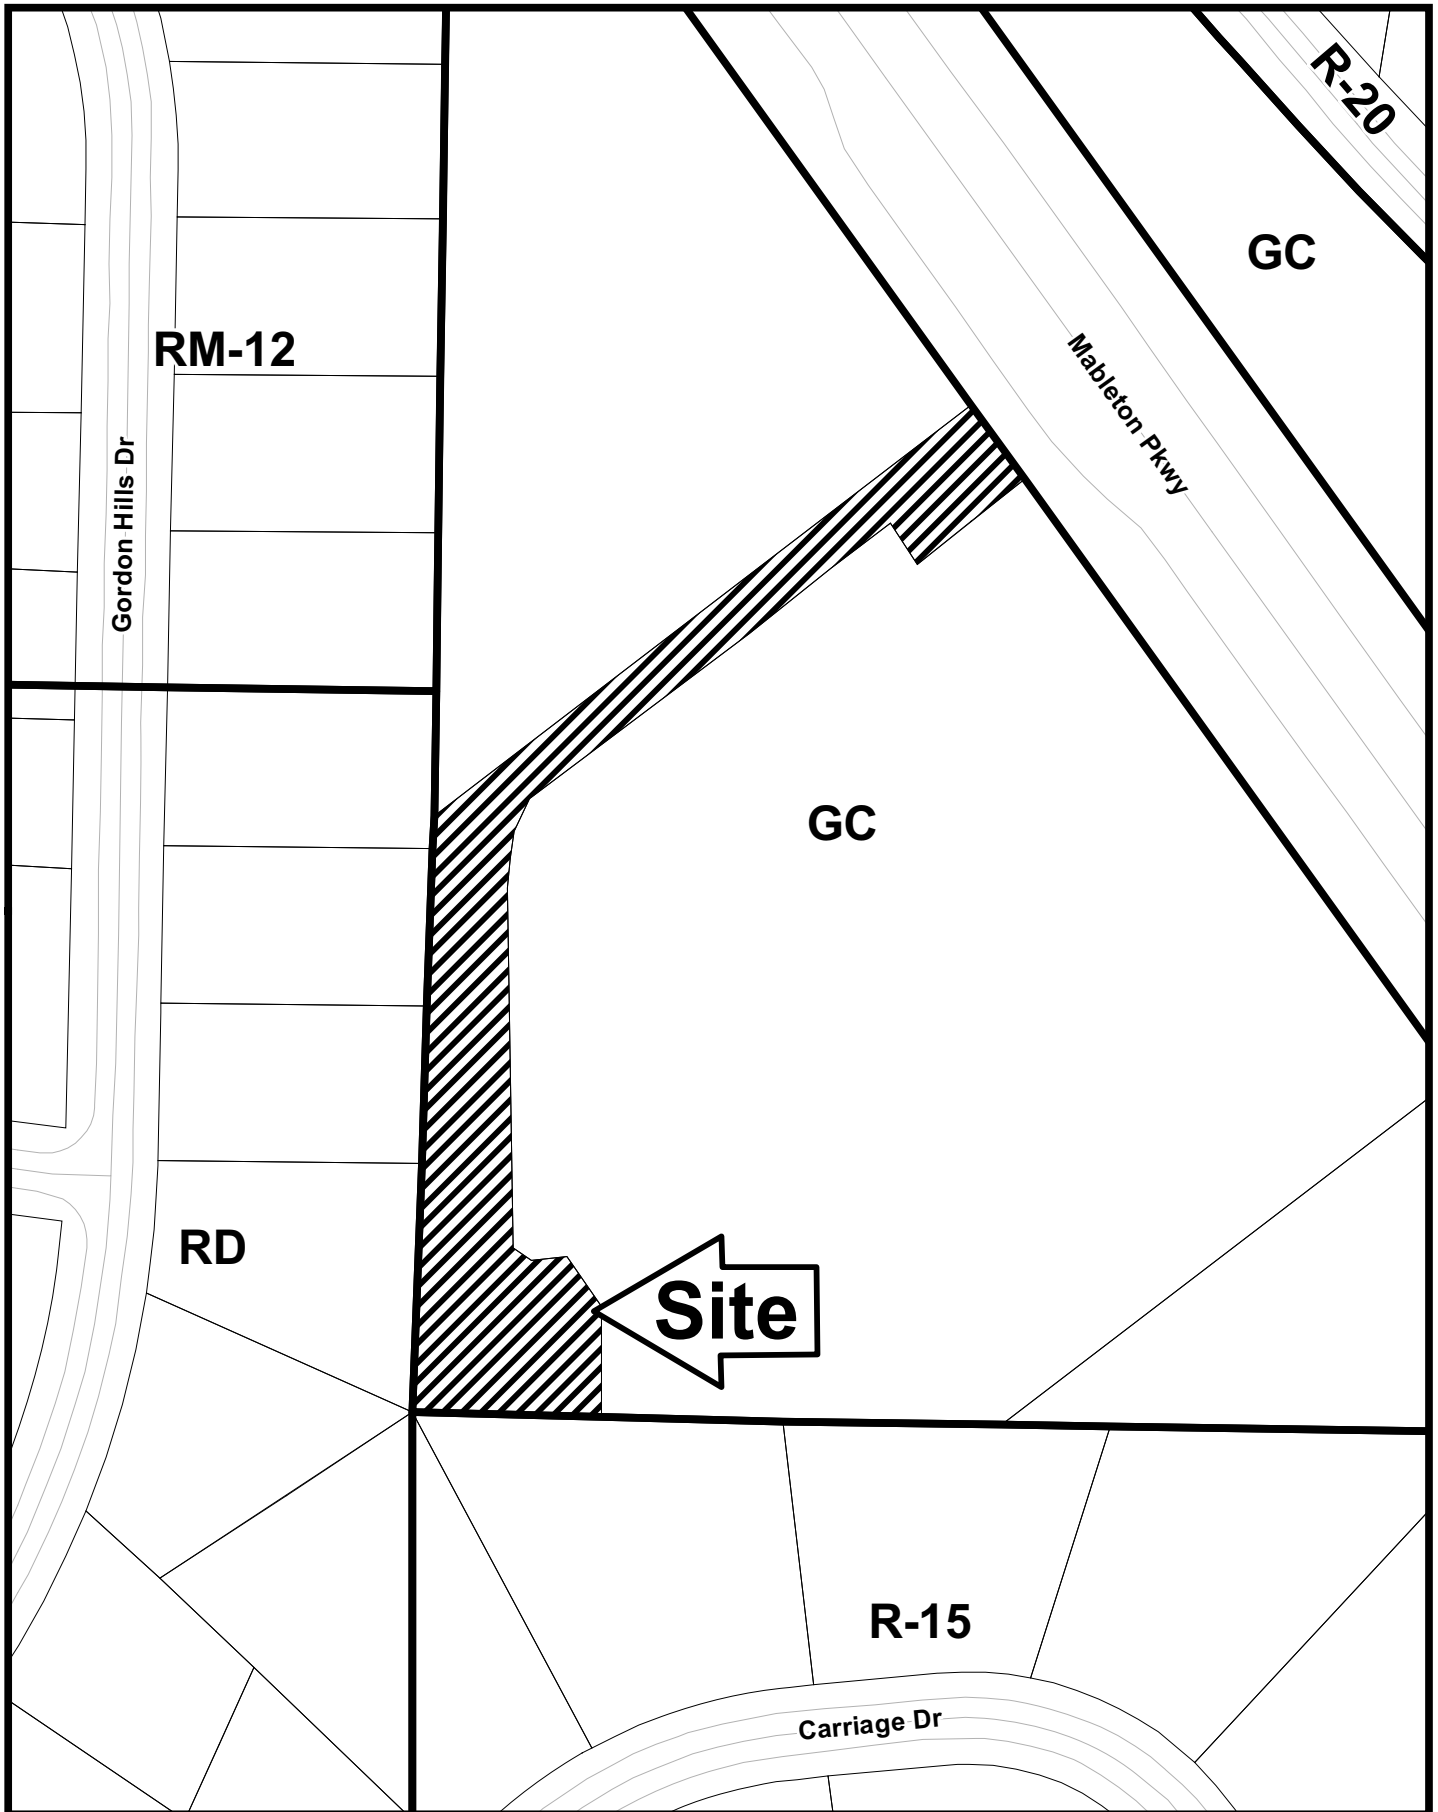 R-20
GC
RM-12
Mableton Pkwy
Gordon Hills Dr
GC
RD
Site
R-15
Carriage Dr